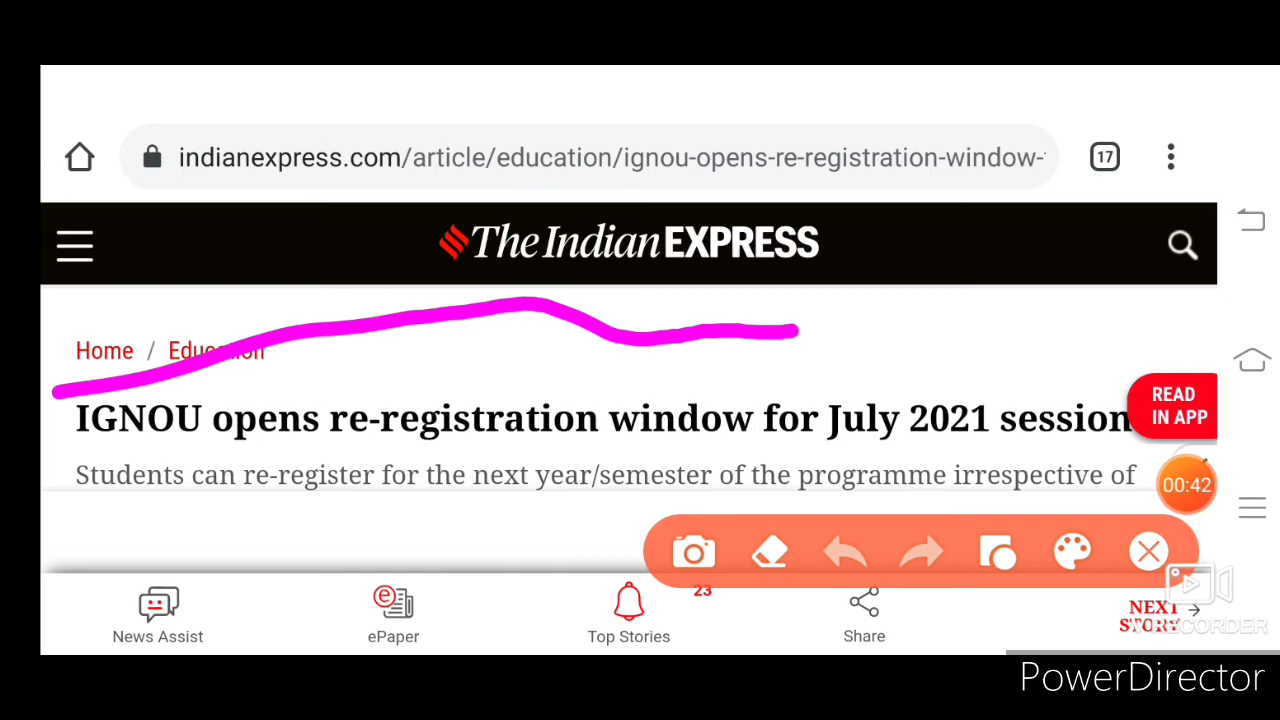 indianexpress.com/article/education/ignou-opens-re-registration-window-
17
The Indian EXPRESS
Home / Education
IGNOU opens re-registration window for July 2021 session
READ
IN APP
Students can re-register for the next year/semester of the programme irrespective of
00:42
23
News Assist
ePaper
Top Stories
Share
NEXT
STORY
PowerDirector